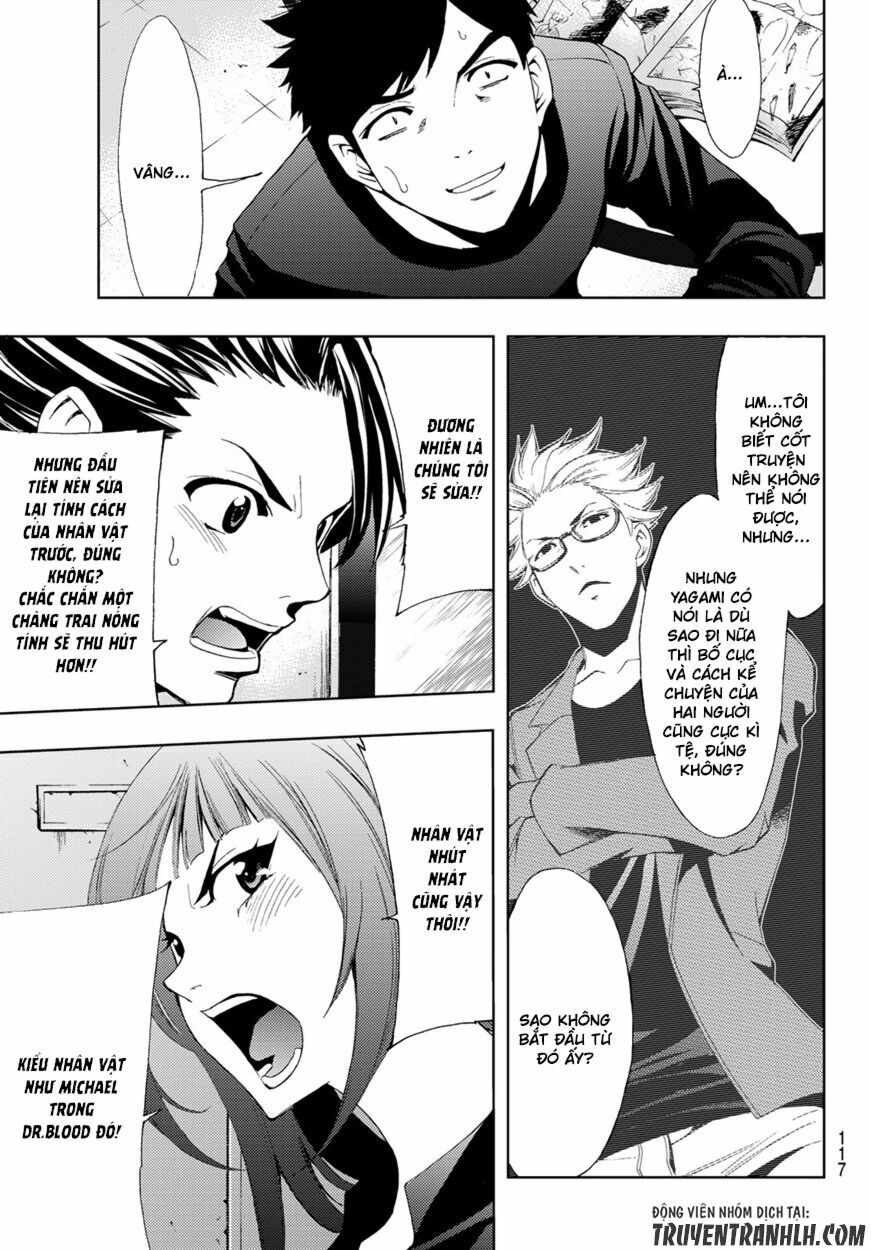 À...
VÂNG...
UM...TÔI
KHÔNG
BIẾT CỐT
TRUYỆN
NÊN KHÔNG
THỂ NÓI
ĐƯỢC,
NHƯNG...
NHƯNG
YAGAMI CÓ
NÓI LÀ DÙ
SAO ĐI NỮA
THÌ BỐ CỤC
VÀ CÁCH KỂ
CHUYỆN CỦA
HAI NGƯỜI
CŨNG CỰC KÌ
TỆ, ĐÚNG
KHÔNG?
SAO KHÔNG
BẮT ĐẦU TỪ
ĐÓ ẤY?
ĐƯƠNG
NHIÊN LÀ
CHÚNG TÔI
SẼ SỬA!!
NHƯNG ĐẦU
TIÊN NÊN SỬA
LẠI TÍNH CÁCH
CỦA NHÂN VẬT
TRƯỚC, ĐÚNG
KHÔNG?
CHẮC CHẮN MỘT
CHÀNG TRAI NÓNG
TÍNH SẼ THU HÚT
HƠN!!
NHÂN VẬT
NHÚT
NHÁT
CŨNG VẬY
THÔI!!
KIỂU NHÂN VẬT
NHƯ MICHAEL
TRONG
DR.BLOOD ĐÓ!
117
ĐỘNG VIÊN NHÓM DỊCH TẠI:
TRUYENTRANHLH.COM